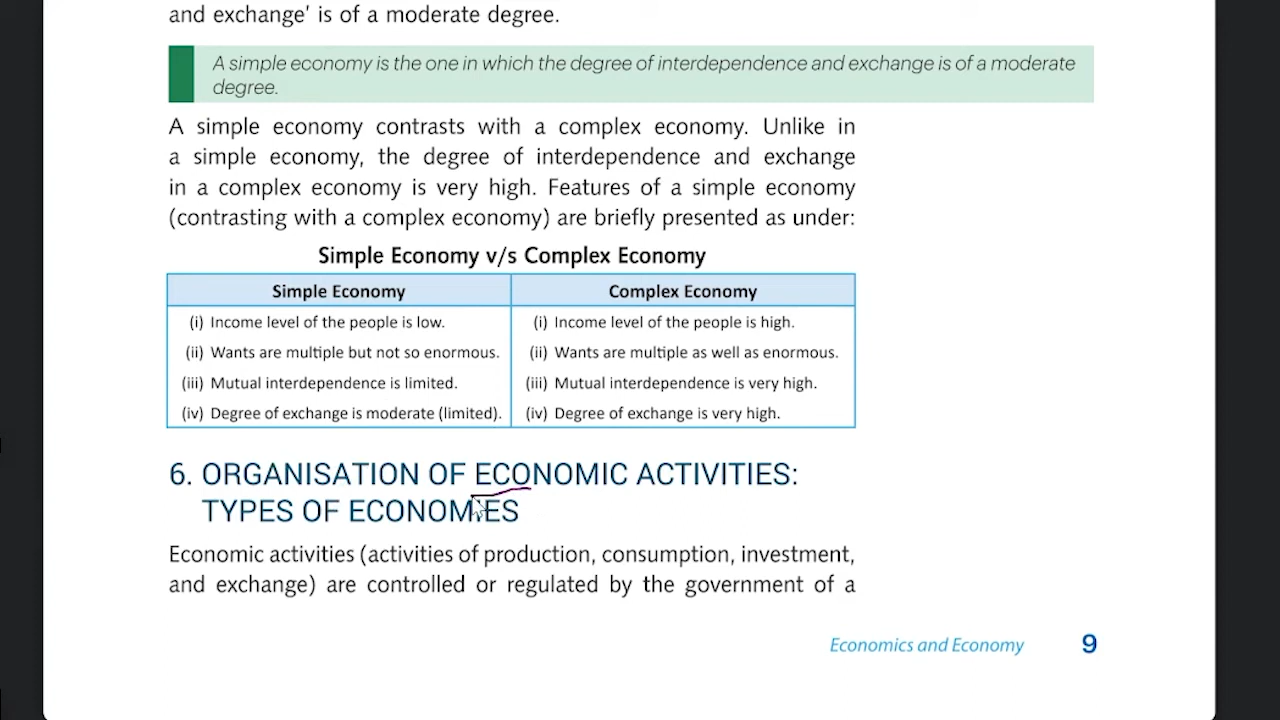 and exchange’ is of a moderate degree.
A simple economy is the one in which the degree of interdependence and exchange is of a moderate
degree.
A simple economy contrasts with a complex economy. Unlike in
a simple economy, the degree of interdependence and exchange
in a complex economy is very high. Features of a simple economy
(contrasting with a complex economy) are briefly presented as under:
Simple Economy v/s Complex Economy
Simple Economy Complex Economy
(i) Income level of the people is low. (i) Income level of the people is high.
(ii) Wants are multiple but not so enormous. (ii) Wants are multiple as well as enormous.
(iii) Mutual interdependence is limited. (iii) Mutual interdependence is very high.
(iv) Degree of exchange is moderate (limited). (iv) Degree of exchange is very high.
6. ORGANISATION OF ECONOMIC ACTIVITIES:
TYPES OF ECONOMIES
Economic activities (activities of production, consumption, investment,
and exchange) are controlled or regulated by the government of a
Economics and Economy 9